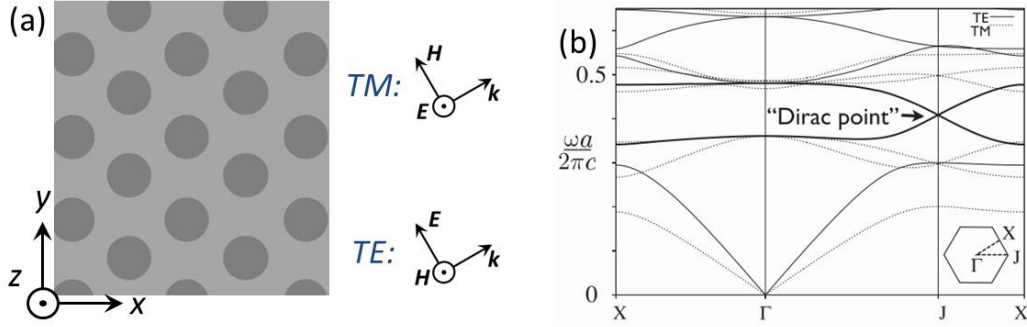 (a)
TM:
H
E
k
TE:
E
H
k
y
z
x
(b)
TE
TM
0.5
"Dirac point"
ωa
2πc
X
Γ
J
0
X
Γ
J
X